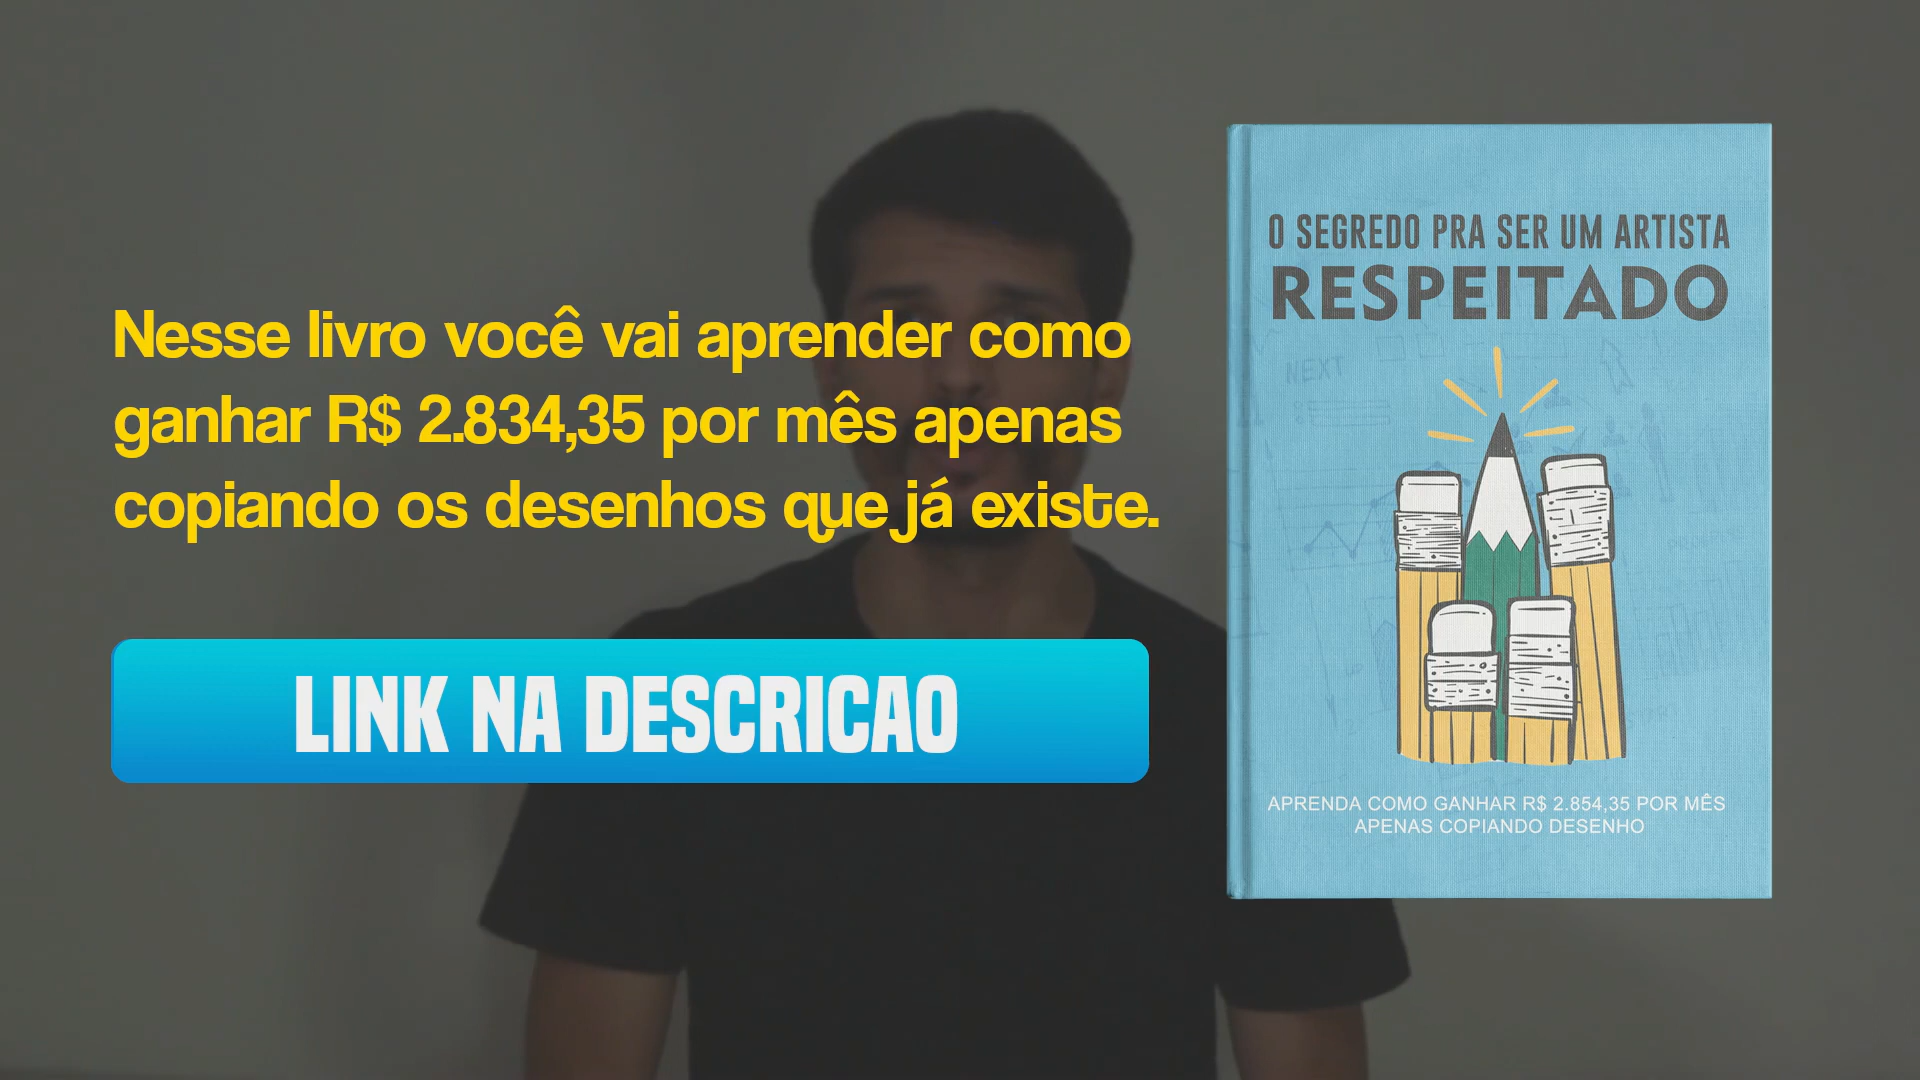 Nesse livro você vai aprender como
ganhar R$ 2.834,35 por mês apenas
copiando os desenhos que já existe.
LINK NA DESCRICAO
O SEGREDO PRA SER UM ARTISTA
RESPEITADO
NEXT
APRENDA COMO GANHAR R$ 2.854,35 POR MÊS
APENAS COPIANDO DESENHO